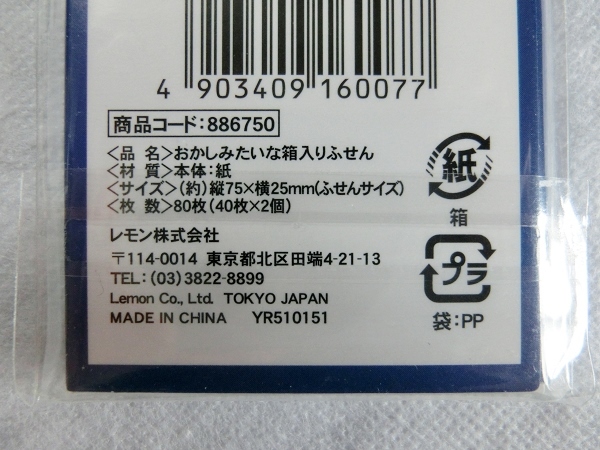 4 903409 160077
商品コード:886750
<品 名>おかしみたいな箱入りふせん
<材 質>本体:紙
<サイズ>(約)縦75×横25mm(ふせんサイズ)
<枚 数>80枚(40枚×2個)
レモン株式会社
〒114-0014 東京都北区田端4-21-13
TEL:(03)3822-8899
Lemon Co., Ltd. TOKYO JAPAN
MADE IN CHINA YR510151
紙
箱
プラ
袋:PP